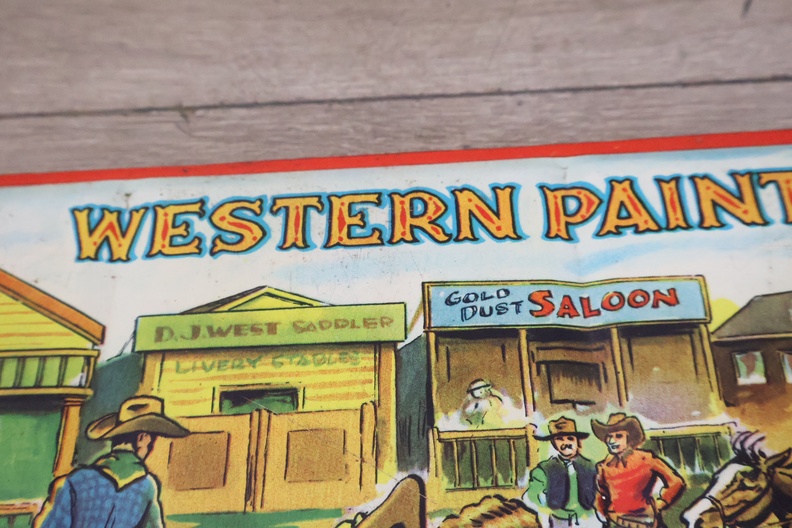 WESTERN PAINT
D.J.WEST SADDLER
LIVERY STABLES
GOLD
DUST SALOON